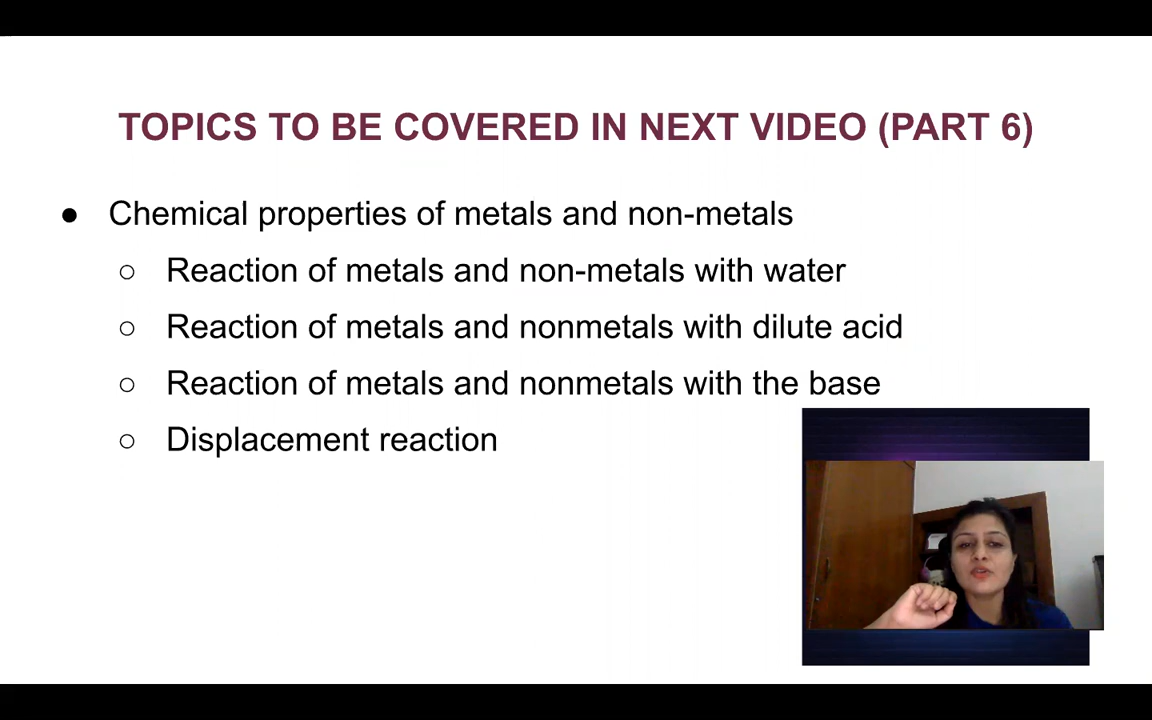 TOPICS TO BE COVERED IN NEXT VIDEO (PART 6)
● Chemical properties of metals and non-metals
○ Reaction of metals and non-metals with water
○ Reaction of metals and nonmetals with dilute acid
○ Reaction of metals and nonmetals with the base
○ Displacement reaction